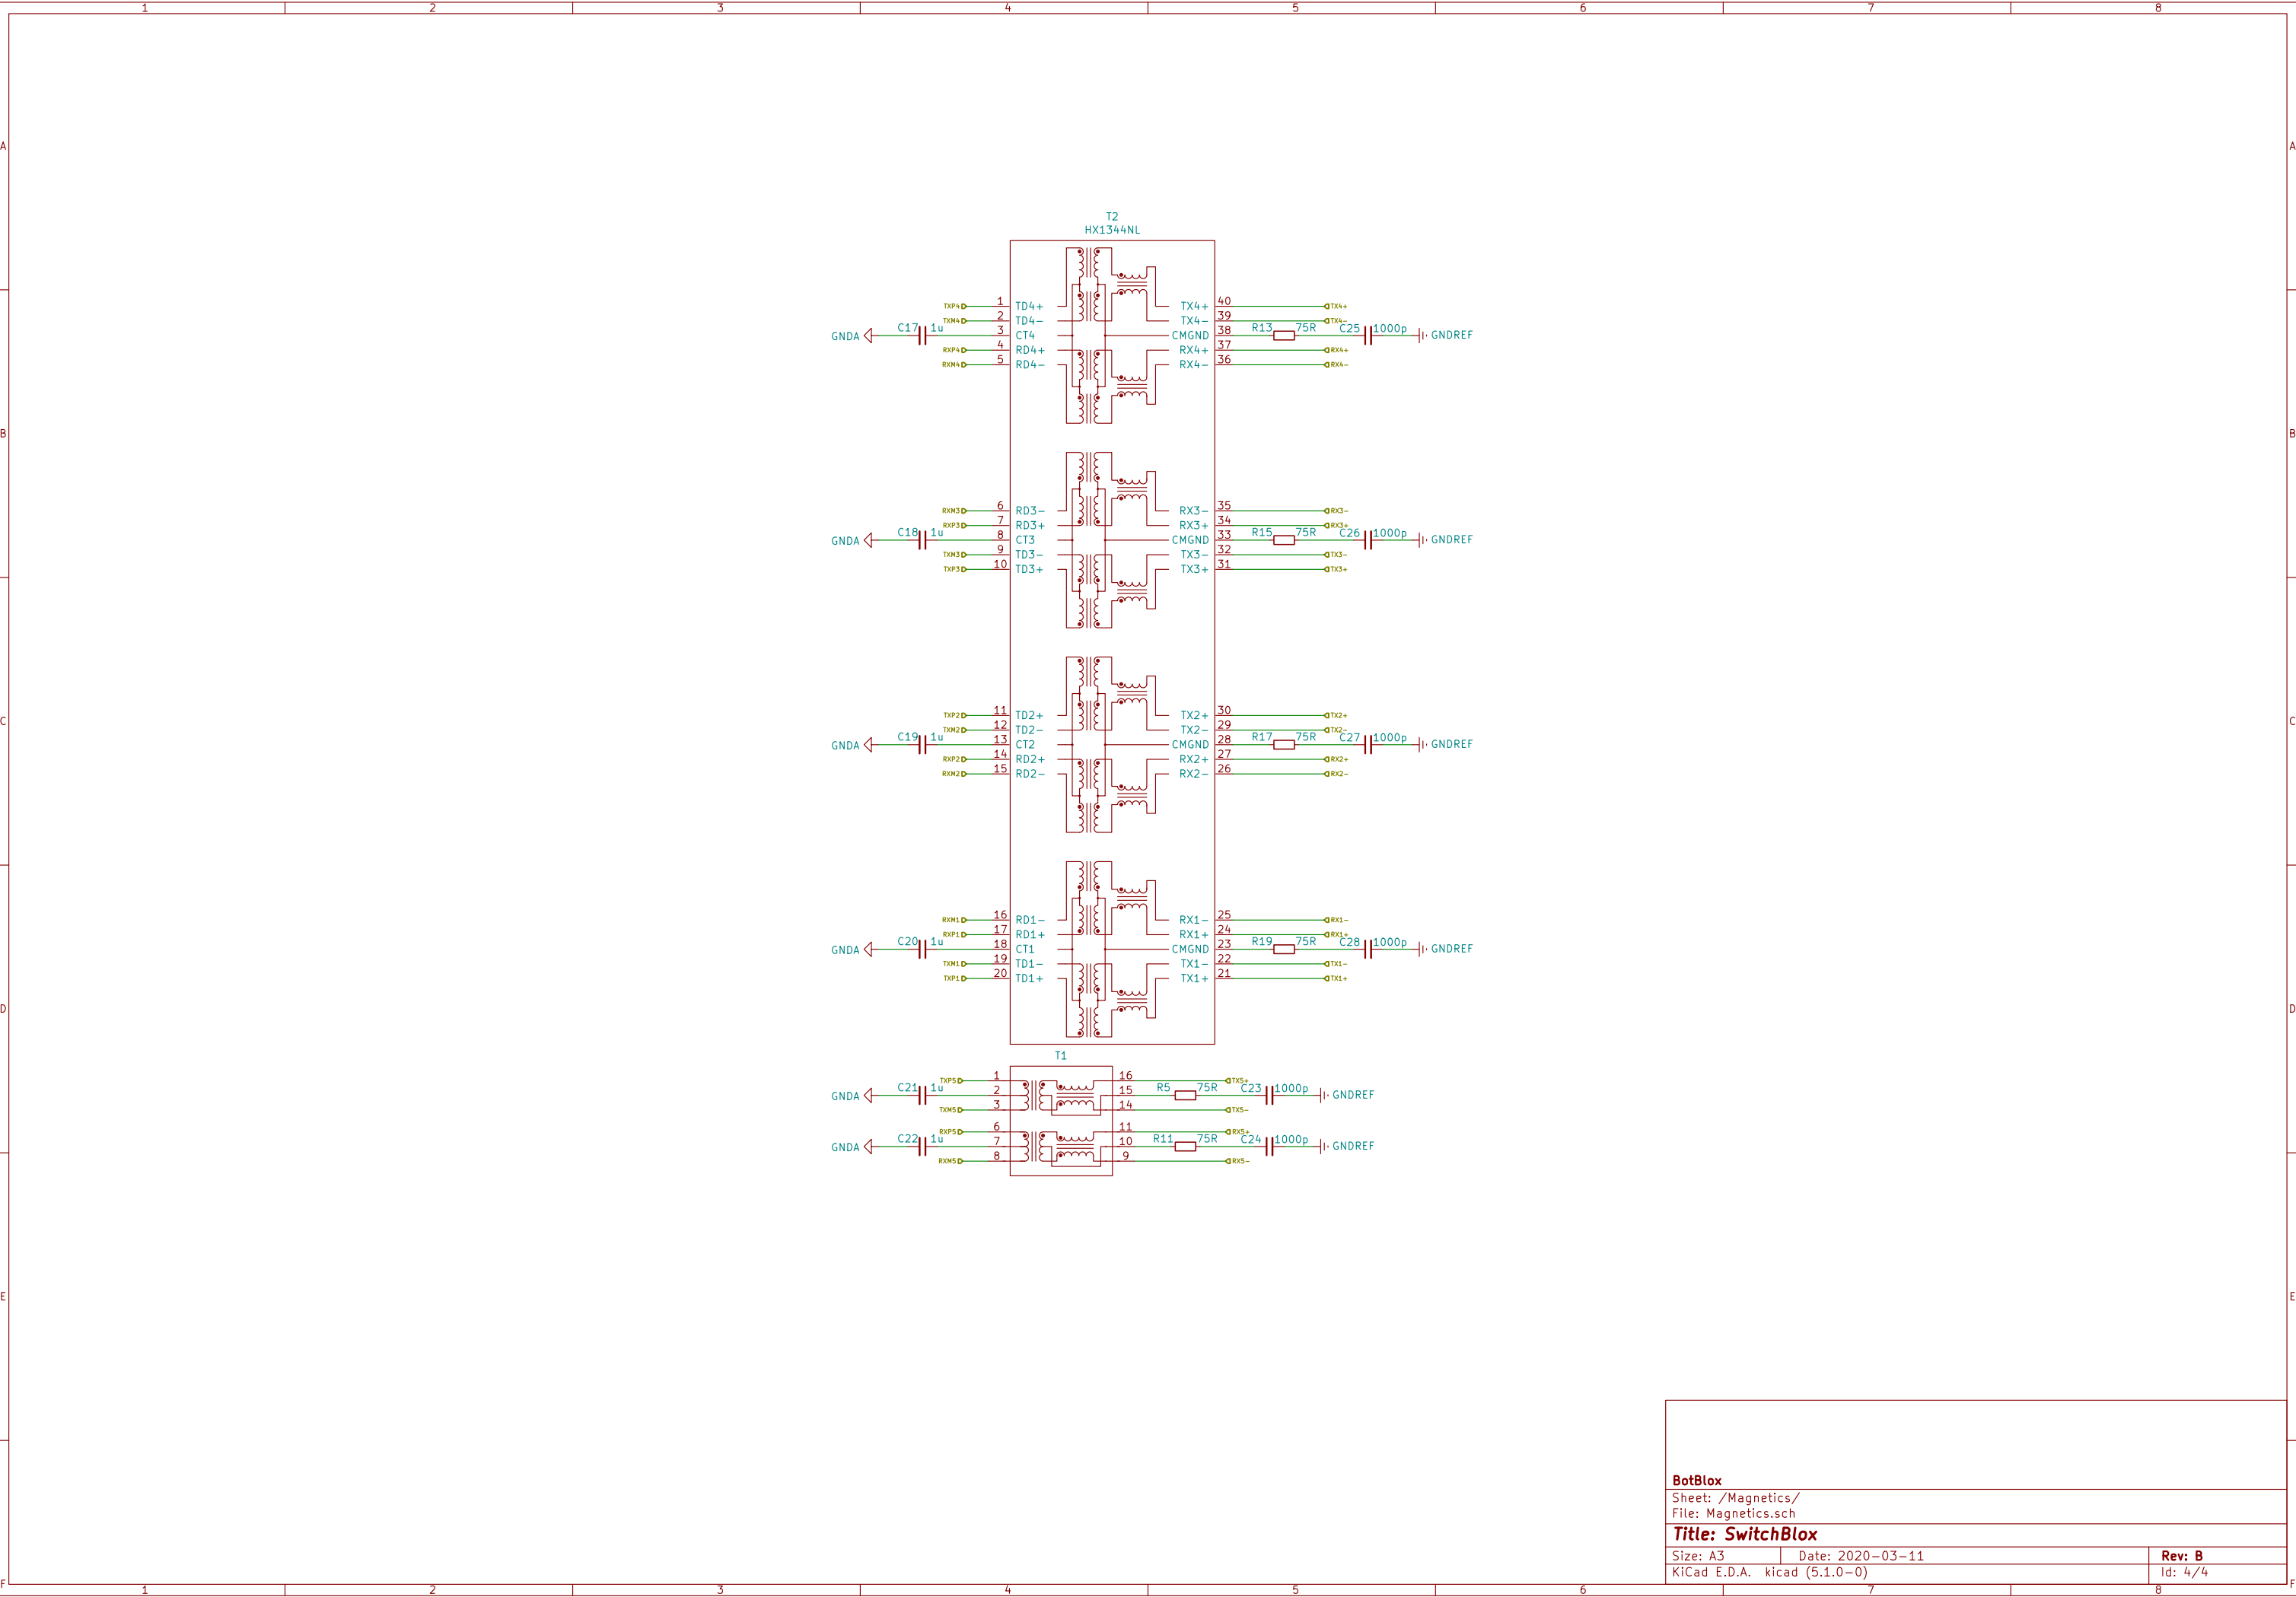 1 2 3 4 5 6 7 8
A A
T2
HX1344NL
TXP4 1 TD4+ TX4+ 40 TX4+
TXM4 2 TD4- TX4- 39 TX4-
GNDA C17 1u 3 CT4 CMGND 38 R13 75R C25 1000p GNDREF
RXP4 4 RD4+ RX4+ 37 RX4+
RXM4 5 RD4- RX4- 36 RX4-
B B
RXM3 6 RD3- RX3- 35 RX3-
RXP3 7 RD3+ RX3+ 34 RX3+
GNDA C18 1u 8 CT3 CMGND 33 R15 75R C26 1000p GNDREF
TXM3 9 TD3- TX3- 32 TX3-
TXP3 10 TD3+ TX3+ 31 TX3+
TXP2 11 TD2+ TX2+ 30 TX2+
C C
TXM2 12 TD2- TX2- 29 TX2-
GNDA C19 1u 13 CT2 CMGND 28 R17 75R C27 1000p GNDREF
RXP2 14 RD2+ RX2+ 27 RX2+
RXM2 15 RD2- RX2- 26 RX2-
RXM1 16 RD1- RX1- 25 RX1-
RXP1 17 RD1+ RX1+ 24 RX1+
GNDA C20 1u 18 CT1 CMGND 23 R19 75R C28 1000p GNDREF
TXM1 19 TD1- TX1- 22 TX1-
TXP1 20 TD1+ TX1+ 21 TX1+
D D
T1
TXP5 1 16 TX5+
GNDA C21 1u 2 15 R5 75R C23 1000p GNDREF
TXM5 3 14 TX5-
RXP5 6 11 RX5+
GNDA C22 1u 7 10 R11 75R C24 1000p GNDREF
RXM5 8 9 RX5-
E E
BotBlox
Sheet: /Magnetics/
File: Magnetics.sch
Title: SwitchBlox
Size: A3 Date: 2020-03-11 Rev: B
KiCad E.D.A. kicad (5.1.0-0) Id: 4/4
F F
1 2 3 4 5 6 7 8